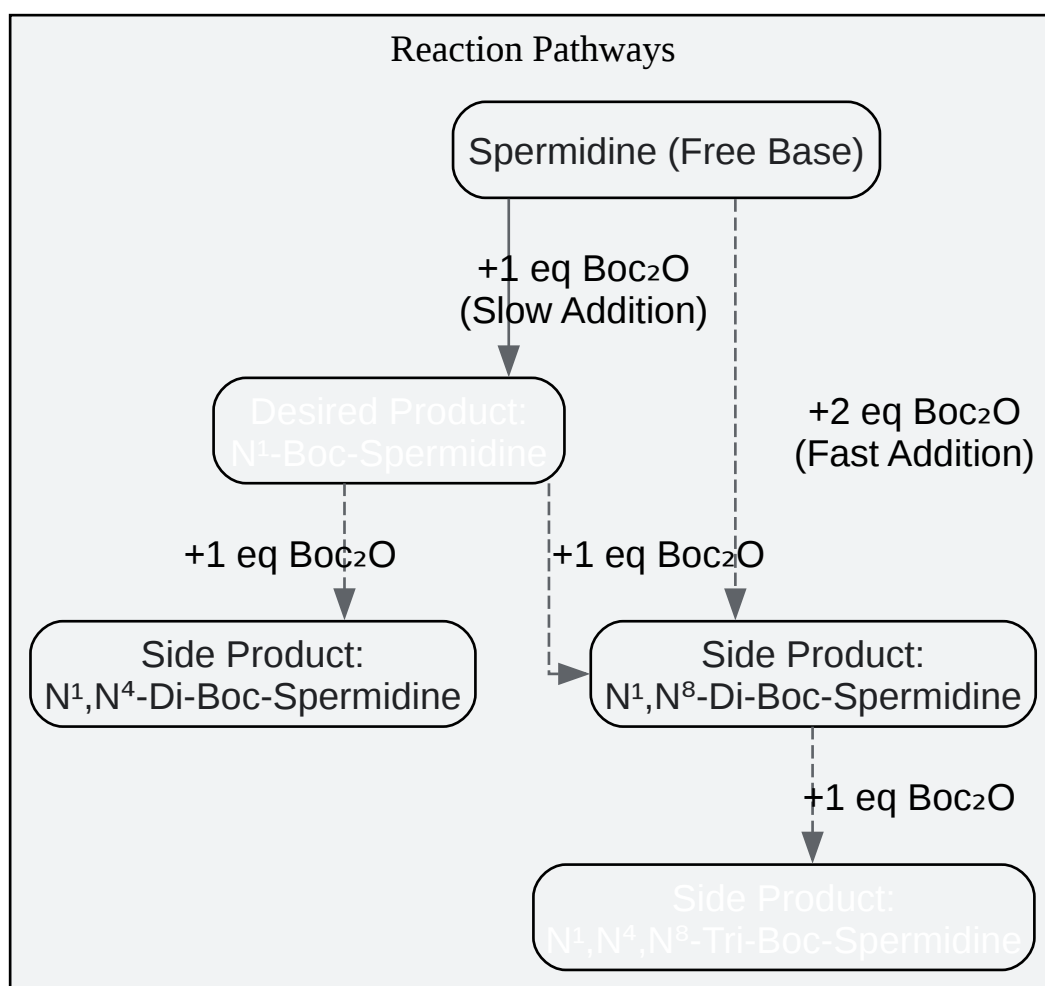 Reaction Pathways
Spermidine (Free Base)
+1 eq Boc₂O
(Slow Addition)
Desired Product:
N¹-Boc-Spermidine
+2 eq Boc₂O
(Fast Addition)
+1 eq Boc₂O
+1 eq Boc₂O
Side Product:
N¹,N⁴-Di-Boc-Spermidine
Side Product:
N¹,N⁸-Di-Boc-Spermidine
+1 eq Boc₂O
Side Product:
N¹,N⁴,N⁸-Tri-Boc-Spermidine